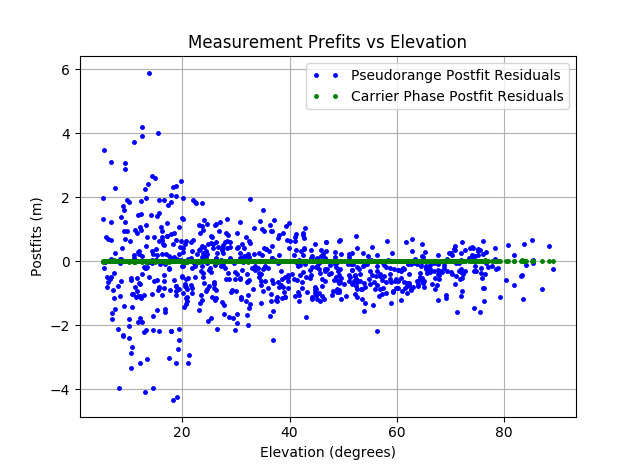 Measurement Prefits vs Elevation
Pseudorange Postfit Residuals
Carrier Phase Postfit Residuals
Postfits (m)
6
4
2
0
−2
−4
20 40 60 80
Elevation (degrees)